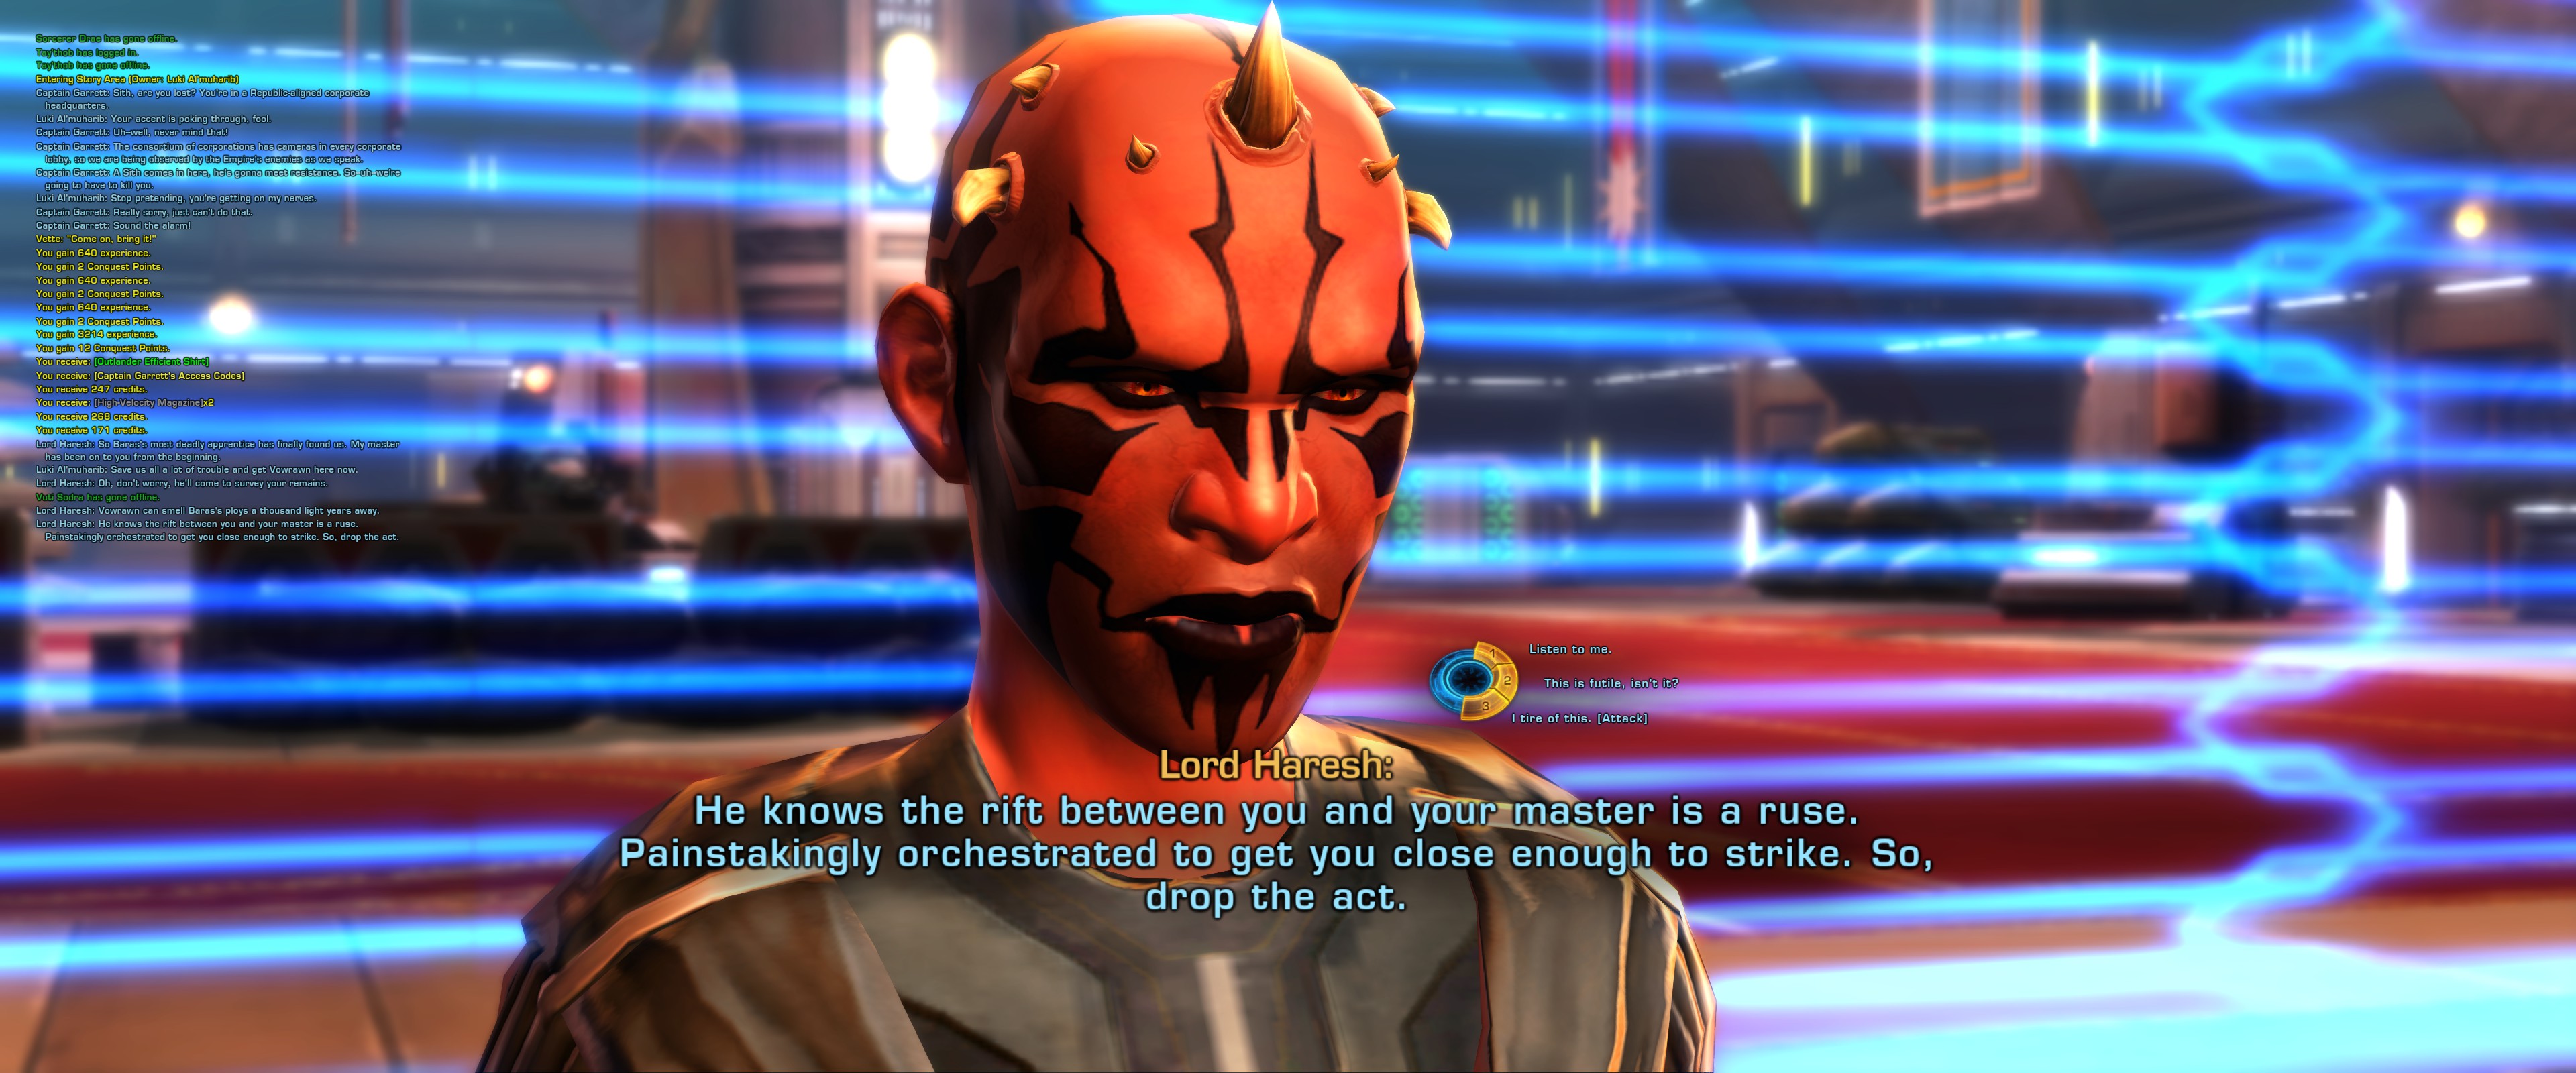 Sorcerer Drae has gone offline.
Tay'thob has logged in.
Tay'thob has gone offline.
Entering Story Area (Owner: Luki Al'muharib)
Captain Garrett: Sith, are you lost? You're in a Republic-aligned corporate
headquarters.
Luki Al'muharib: Your accent is poking through, fool.
Captain Garrett: Uh–well, never mind that!
Captain Garrett: The consortium of corporations has cameras in every corporate
lobby, so we are being observed by the Empire's enemies as we speak.
Captain Garrett: A Sith comes in here, he's gonna meet resistance. So–uh–we're
going to have to kill you.
Luki Al'muharib: Stop pretending, you're getting on my nerves.
Captain Garrett: Really sorry, just can't do that.
Captain Garrett: Sound the alarm!
Vette: "Come on, bring it!"
You gain 640 experience.
You gain 2 Conquest Points.
You gain 640 experience.
You gain 2 Conquest Points.
You gain 640 experience.
You gain 2 Conquest Points.
You gain 3214 experience.
You gain 12 Conquest Points.
You receive: [Outlander Efficient Shirt]
You receive: [Captain Garrett's Access Codes]
You receive 247 credits.
You receive: [High-Velocity Magazine]x2
You receive 268 credits.
You receive 171 credits.
Lord Haresh: So Baras's most deadly apprentice has finally found us. My master
has been on to you from the beginning.
Luki Al'muharib: Save us all a lot of trouble and get Vowrawn here now.
Lord Haresh: Oh, don't worry, he'll come to survey your remains.
Vuti Sodra has gone offline.
Lord Haresh: Vowrawn can smell Baras's ploys a thousand light years away.
Lord Haresh: He knows the rift between you and your master is a ruse.
Painstakingly orchestrated to get you close enough to strike. So, drop the act.
1 Listen to me.
2 This is futile, isn't it?
3 I tire of this. [Attack]
Lord Haresh:
He knows the rift between you and your master is a ruse.
Painstakingly orchestrated to get you close enough to strike. So,
drop the act.